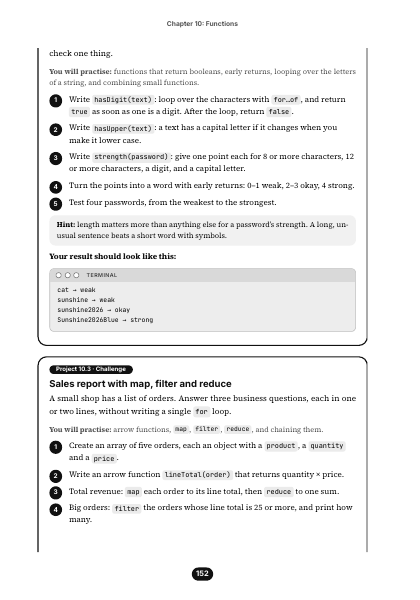 Chapter 10: Functions
check one thing.
You will practise: functions that return booleans, early returns, looping over the letters
of a string, and combining small functions.
1 Write hasDigit(text) : loop over the characters with for…of, and return
true as soon as one is a digit. After the loop, return false.
2 Write hasUpper(text) : a text has a capital letter if it changes when you
make it lower case.
3 Write strength(password) : give one point each for 8 or more characters, 12
or more characters, a digit, and a capital letter.
4 Turn the points into a word with early returns: 0–1 weak, 2–3 okay, 4 strong.
5 Test four passwords, from the weakest to the strongest.
Hint: length matters more than anything else for a password's strength. A long, un-
usual sentence beats a short word with symbols.
Your result should look like this:
TERMINAL
cat → weak
sunshine → weak
sunshine2026 → okay
Sunshine2026Blue → strong
Project 10.3 · Challenge
Sales report with map, filter and reduce
A small shop has a list of orders. Answer three business questions, each in one
or two lines, without writing a single for loop.
You will practise: arrow functions, map, filter, reduce, and chaining them.
1 Create an array of five orders, each an object with a product, a quantity
and a price.
2 Write an arrow function lineTotal(order) that returns quantity × price.
3 Total revenue: map each order to its line total, then reduce to one sum.
4 Big orders: filter the orders whose line total is 25 or more, and print how
many.
152